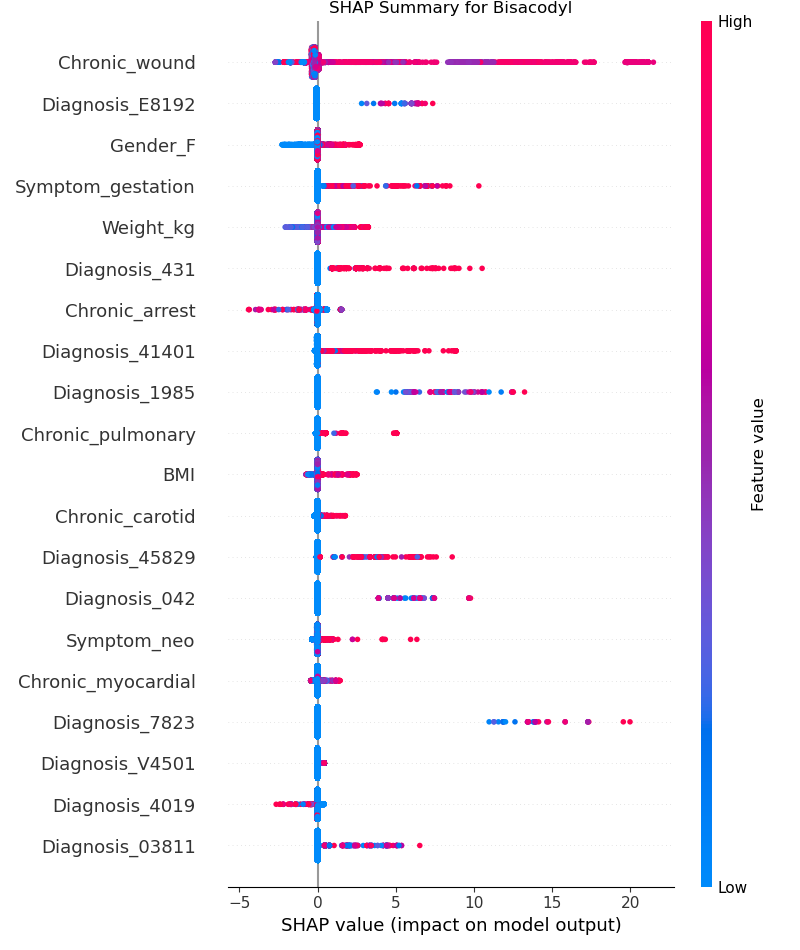 SHAP Summary for Bisacodyl
High
Chronic_wound
Diagnosis_E8192
Gender_F
Symptom_gestation
Weight_kg
Diagnosis_431
Chronic_arrest
Diagnosis_41401
Diagnosis_1985
Chronic_pulmonary
BMI
Chronic_carotid
Diagnosis_45829
Diagnosis_042
Symptom_neo
Chronic_myocardial
Diagnosis_7823
Diagnosis_V4501
Diagnosis_4019
Diagnosis_03811
Feature value
Low
−5 0 5 10 15 20
SHAP value (impact on model output)